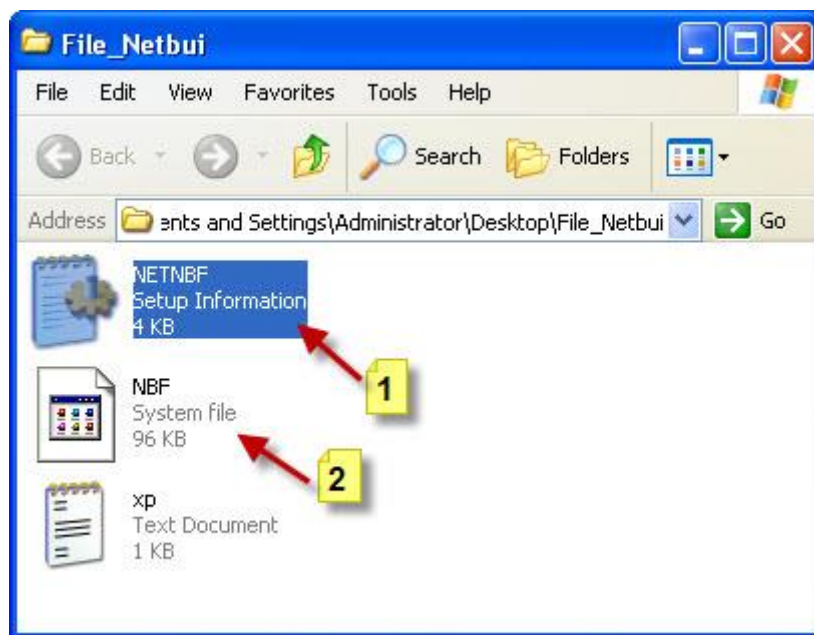 File_Netbui
File Edit View Favorites Tools Help
Back Search Folders
Address ents and Settings\Administrator\Desktop\File_Netbui Go
NETNBF
Setup Information
4 KB
1
NBF
System file
96 KB
2
xp
Text Document
1 KB